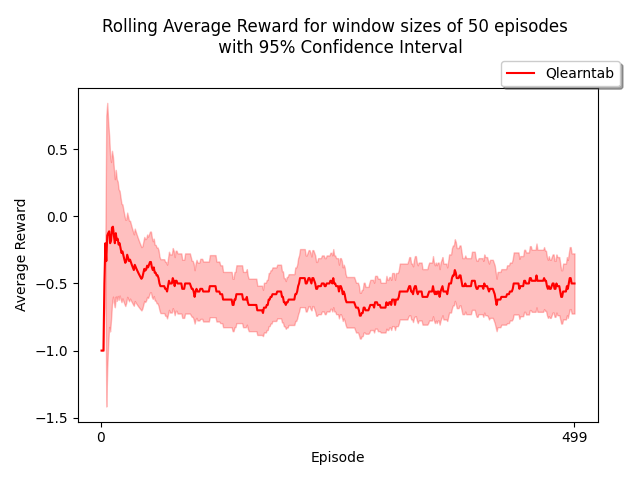 Rolling Average Reward for window sizes of 50 episodes
with 95% Confidence Interval
Qlearntab
0.5
0.0
−0.5
−1.0
−1.5
Average Reward
0
499
Episode